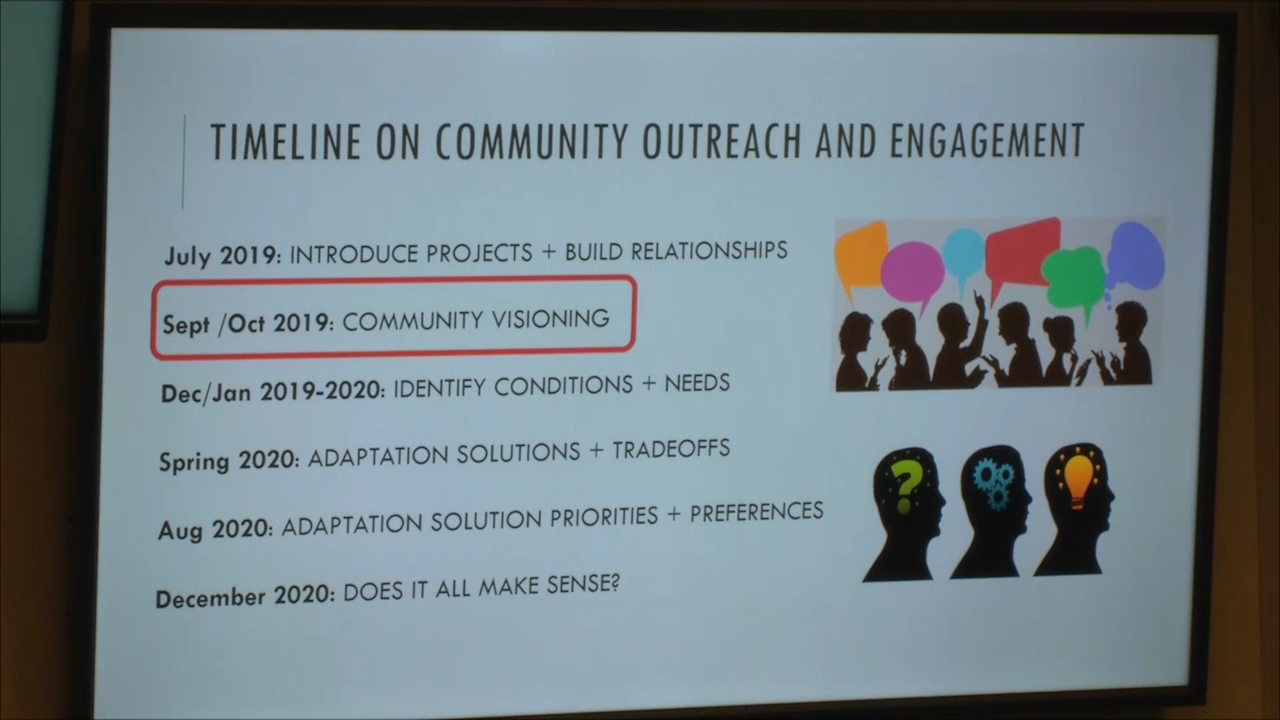 TIMELINE ON COMMUNITY OUTREACH AND ENGAGEMENT
July 2019: INTRODUCE PROJECTS + BUILD RELATIONSHIPS
Sept /Oct 2019: COMMUNITY VISIONING
Dec/Jan 2019-2020: IDENTIFY CONDITIONS + NEEDS
Spring 2020: ADAPTATION SOLUTIONS + TRADEOFFS
Aug 2020: ADAPTATION SOLUTION PRIORITIES + PREFERENCES
December 2020: DOES IT ALL MAKE SENSE?